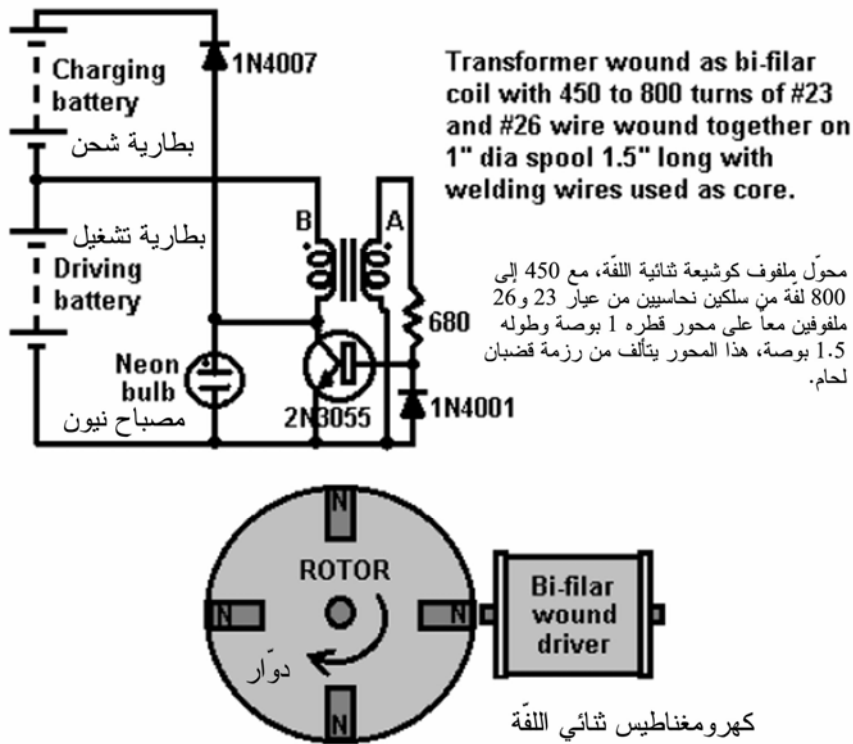 1N4007
Charging
battery
بطارية شحن
Transformer wound as bi-filar
coil with 450 to 800 turns of #23
and #26 wire wound together on
1" dia spool 1.5" long with
welding wires used as core.
B
A
بطارية تشغيل
Driving
battery
محوّل ملفوف كوشيعة ثنائية اللفّة، مع 450 إلى
800 لفّة من سلكين نحاسيين من عيار 23 و26
ملفوفين معاً على محور قطره 1 بوصة وطوله
1.5 بوصة، هذا المحور يتألف من رزمة قضبان
لحام.
680
Neon
bulb
مصباح نيون
2N3055
1N4001
N
ROTOR
N
N
دوّار
N
Bi-filar
wound
driver
كهرومغناطيس ثنائي اللفّة